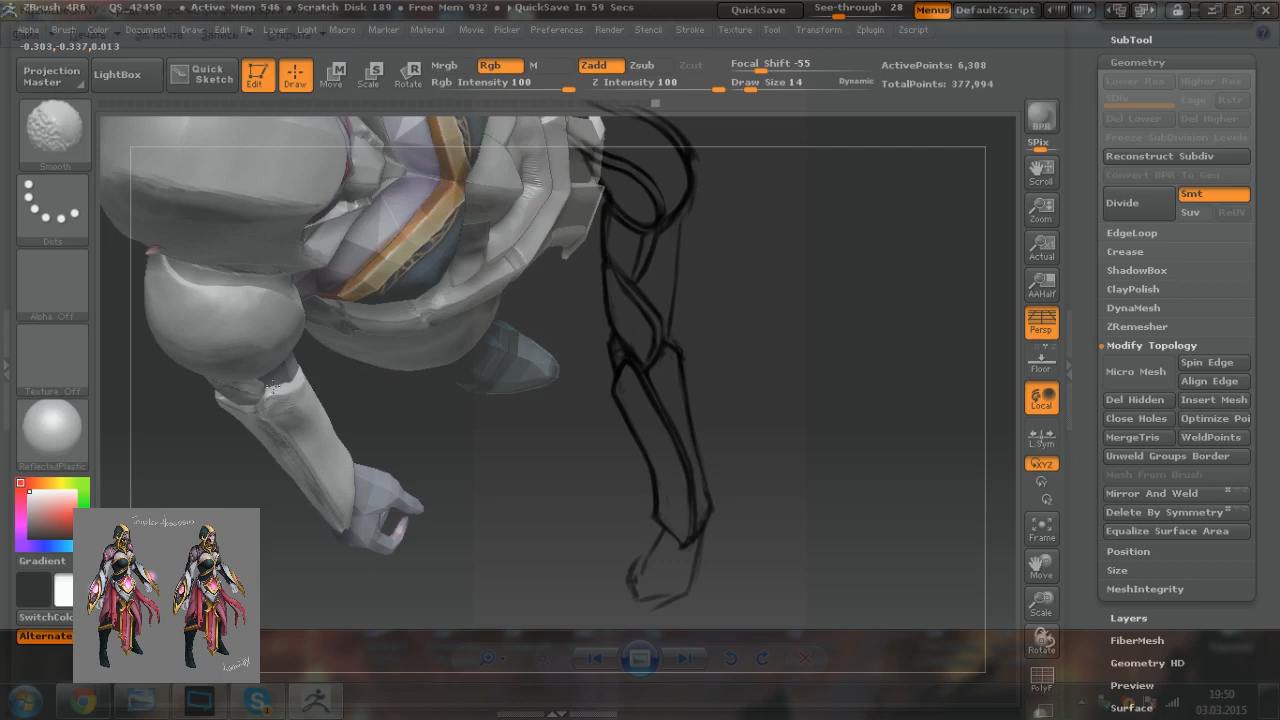 ZBrush 4R6 QS_42450 • Active Mem 546 • Scratch Disk 189 • Free Mem 932 • QuickSave In 59 Secs QuickSave See-through 28 Menus DefaultZScript
Alpha Brush Color Document Draw Edit File Layer Light Macro Marker Material Movie Picker Preferences Render Stencil Stroke Texture Tool Transform Zplugin Zscript
-0.303,-0.337,0.013
Projection Master
LightBox
Quick Sketch
Edit
Draw
Move
Scale
Rotate
Mrgb Rgb M
Rgb Intensity 100
Zadd Zsub Zcut
Z Intensity 100
Focal Shift -55
Draw Size 14
Dynamic
ActivePoints: 6,308
TotalPoints: 377,994
Smooth
Dots
Alpha Off
Texture Off
ReflectedPlastic
Gradient
SwitchColo
Alternate
BPR
SPix
Scroll
Zoom
Actual
AAHalf
Persp
Floor
Local
L.Sym
XYZ
Frame
Move
Scale
Rotate
PolyF
SubTool
Geometry
Lower Res Higher Res
SDiv Cage Rstr
Del Lower Del Higher
Freeze SubDivision Levels
Reconstruct Subdiv
Convert BPR To Geo
Divide
Smt
Suv ReUV
EdgeLoop
Crease
ShadowBox
ClayPolish
DynaMesh
ZRemesher
Modify Topology
Micro Mesh
Spin Edge
Align Edge
Del Hidden Insert Mesh
Close Holes Optimize Poi
MergeTris WeldPoints
Unweld Groups Border
Mesh From Brush
Mirror And Weld
Delete By Symmetry
Equalize Surface Area
Position
Size
MeshIntegrity
Layers
FiberMesh
Geometry HD
Preview
Surface
19:50
03.03.2015